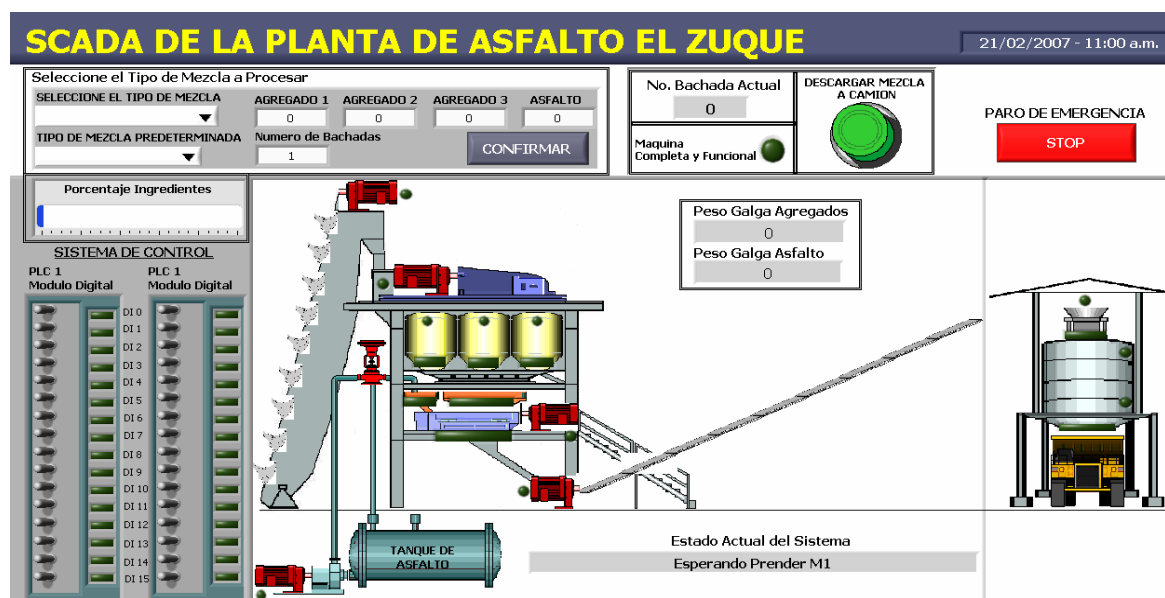 SCADA DE LA PLANTA DE ASFALTO EL ZUQUE
21/02/2007 - 11:00 a.m.
Seleccione el Tipo de Mezcla a Procesar
SELECCIONE EL TIPO DE MEZCLA
AGREGADO 1 AGREGADO 2 AGREGADO 3 ASFALTO
0 0 0 0
TIPO DE MEZCLA PREDETERMINADA
Numero de Bachadas
1
CONFIRMAR
No. Bachada Actual
0
Maquina
Completa y Funcional
DESCARGAR MEZCLA
A CAMION
PARO DE EMERGENCIA
STOP
Porcentaje Ingredientes
SISTEMA DE CONTROL
PLC 1 PLC 1
Modulo Digital Modulo Digital
DI 0
DI 1
DI 2
DI 3
DI 4
DI 5
DI 6
DI 7
DI 8
DI 9
DI 10
DI 11
DI 12
DI 13
DI 14
DI 15
Peso Galga Agregados
0
Peso Galga Asfalto
0
TANQUE DE
ASFALTO
Estado Actual del Sistema
Esperando Prender M1